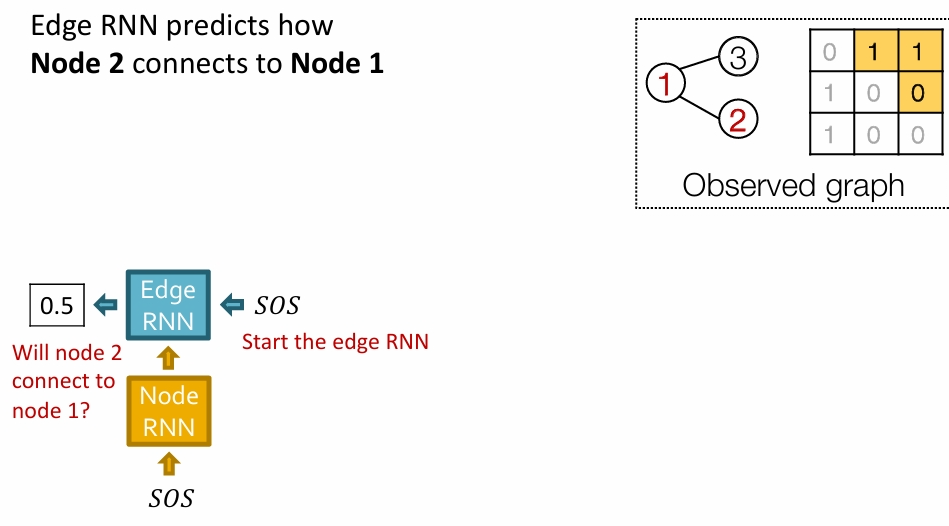 Edge RNN predicts how
Node 2 connects to Node 1
3
1
2
0 1 1
1 0 0
1 0 0
Observed graph
0.5
Edge
RNN
SOS
Start the edge RNN
Will node 2
connect to
node 1?
Node
RNN
SOS